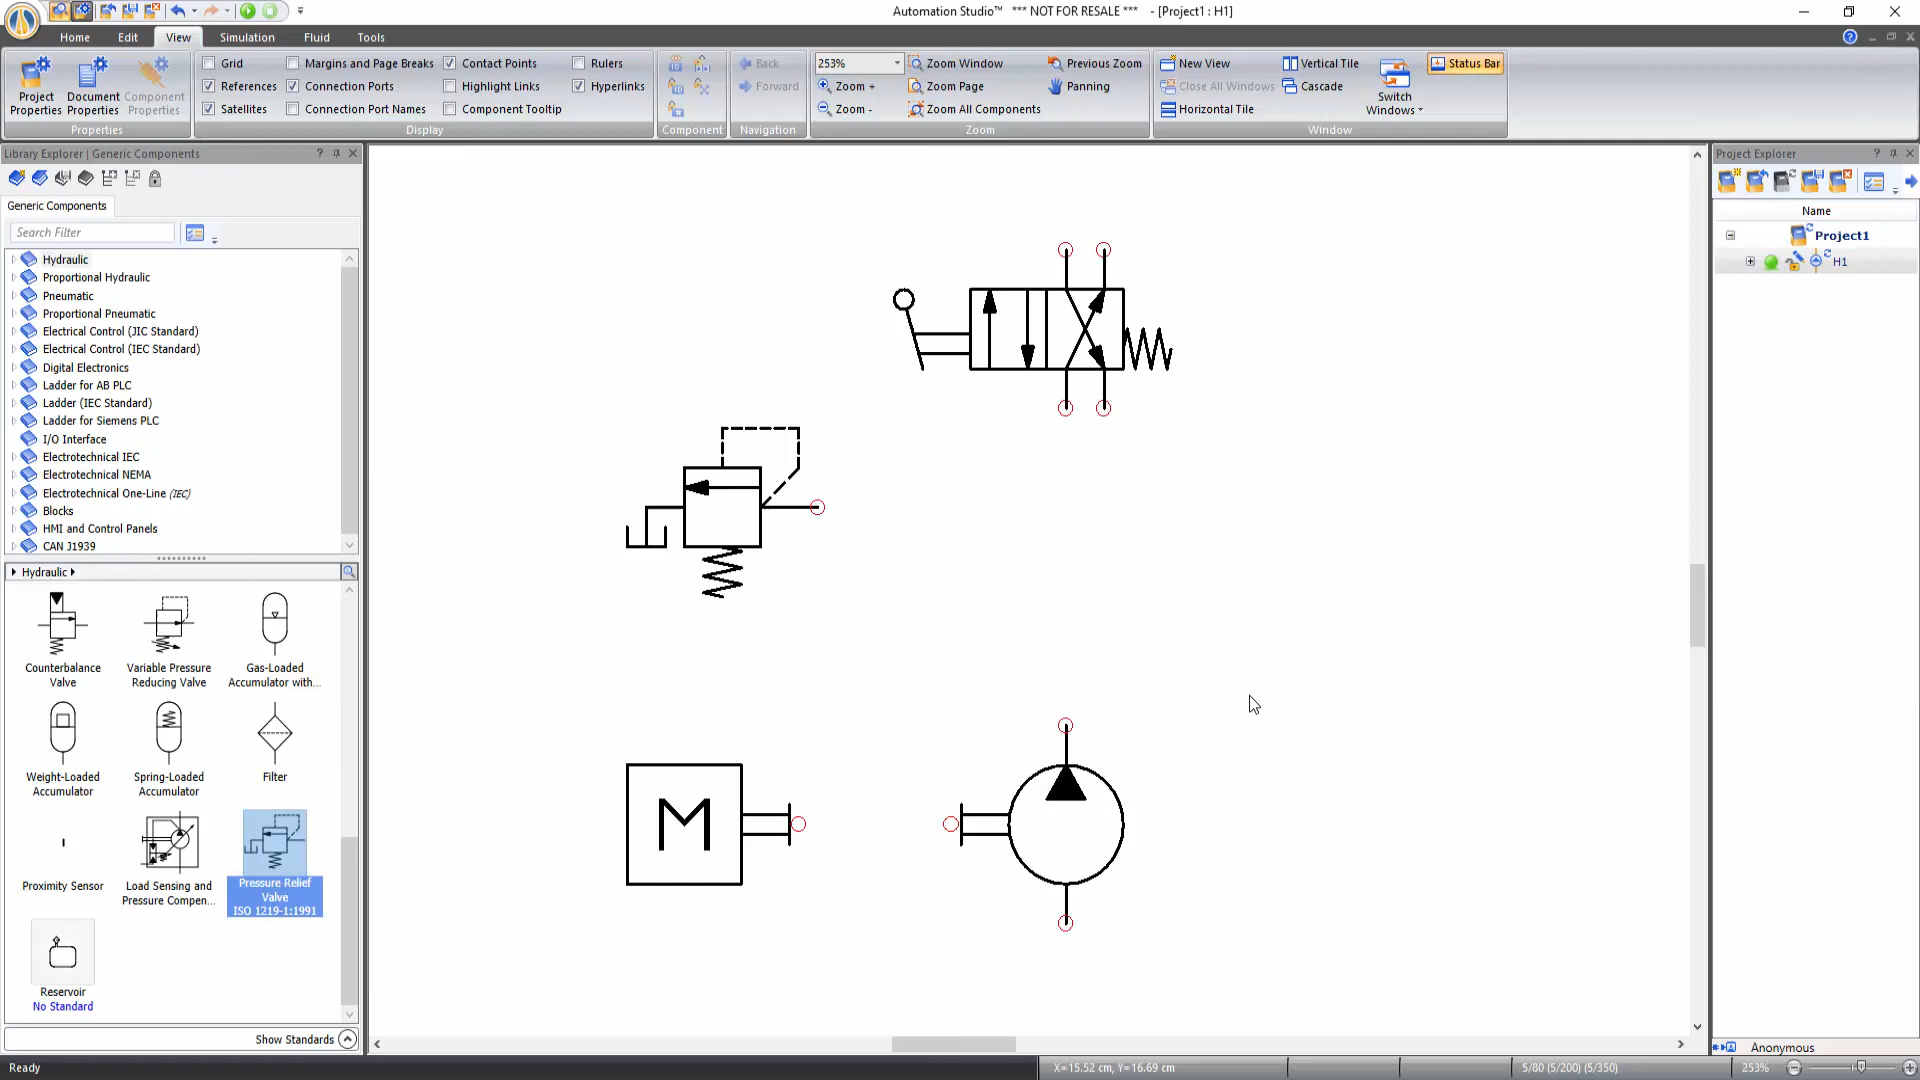 Automation Studio™ *** NOT FOR RESALE *** - [Project1 : H1]
Home Edit View Simulation Fluid Tools
Project Properties
Document Properties
Component Properties
Properties
Grid Margins and Page Breaks Contact Points Rulers
References Connection Ports Highlight Links Hyperlinks
Satellites Connection Port Names Component Tooltip
Display
Component
Back
Forward
Navigation
253% Zoom Window Previous Zoom
Zoom + Zoom Page Panning
Zoom - Zoom All Components
Zoom
New View Vertical Tile
Close All Windows Cascade
Horizontal Tile
Switch Windows
Status Bar
Window
Library Explorer | Generic Components
Generic Components
Search Filter
Hydraulic
Proportional Hydraulic
Pneumatic
Proportional Pneumatic
Electrical Control (JIC Standard)
Electrical Control (IEC Standard)
Digital Electronics
Ladder for AB PLC
Ladder (IEC Standard)
Ladder for Siemens PLC
I/O Interface
Electrotechnical IEC
Electrotechnical NEMA
Electrotechnical One-Line (IEC)
Blocks
HMI and Control Panels
CAN J1939
Hydraulic
Counterbalance Valve
Variable Pressure Reducing Valve
Gas-Loaded Accumulator with...
Weight-Loaded Accumulator
Spring-Loaded Accumulator
Filter
Proximity Sensor
Load Sensing and Pressure Compen...
Pressure Relief Valve
ISO 1219-1:1991
Reservoir
No Standard
Show Standards
M
Project Explorer
Name
Project1
H1
Anonymous
Ready
X=15.52 cm, Y=16.69 cm
5/80 (5/200) (5/350)
253%